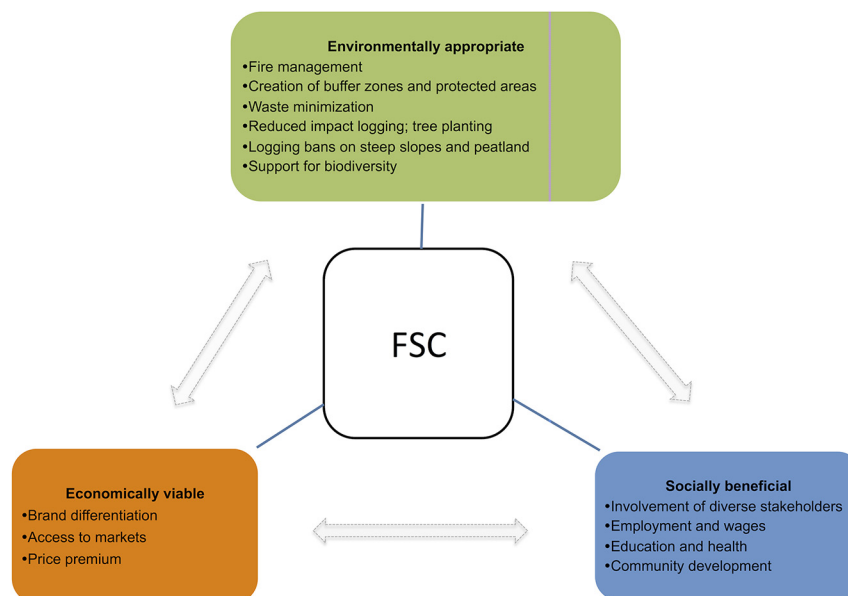 Environmentally appropriate
•Fire management
•Creation of buffer zones and protected areas
•Waste minimization
•Reduced impact logging; tree planting
•Logging bans on steep slopes and peatland
•Support for biodiversity
FSC
Economically viable
•Brand differentiation
•Access to markets
•Price premium
Socially beneficial
•Involvement of diverse stakeholders
•Employment and wages
•Education and health
•Community development